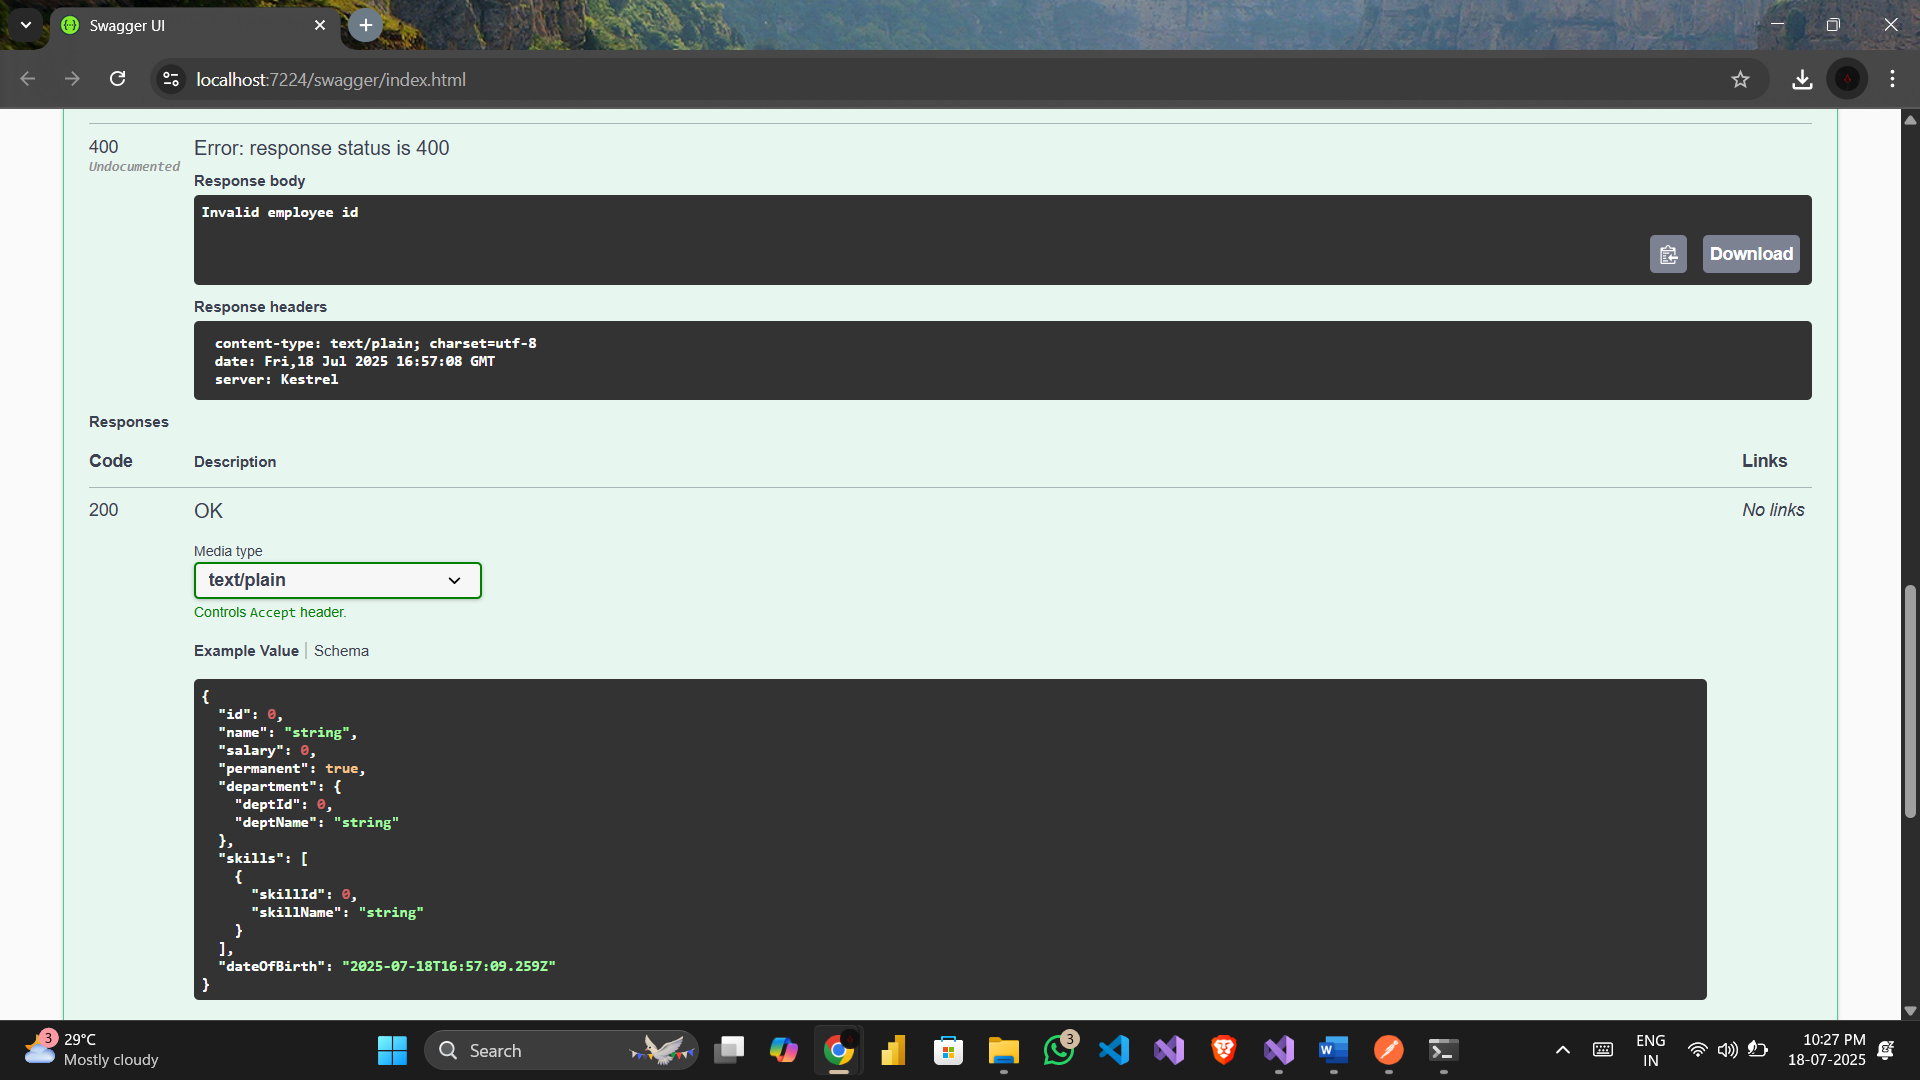 Swagger UI
localhost:7224/swagger/index.html
400
Undocumented
Error: response status is 400
Response body
Invalid employee id
Download
Response headers
content-type: text/plain; charset=utf-8
date: Fri,18 Jul 2025 16:57:08 GMT
server: Kestrel
Responses
Code Description Links
200 OK No links
Media type
text/plain
Controls Accept header.
Example Value Schema
{
"id": 0,
"name": "string",
"salary": 0,
"permanent": true,
"department": {
"deptId": 0,
"deptName": "string"
},
"skills": [
{
"skillId": 0,
"skillName": "string"
}
],
"dateOfBirth": "2025-07-18T16:57:09.259Z"
}
3
29°C
Mostly cloudy
Search
3
ENG
IN
10:27 PM
18-07-2025